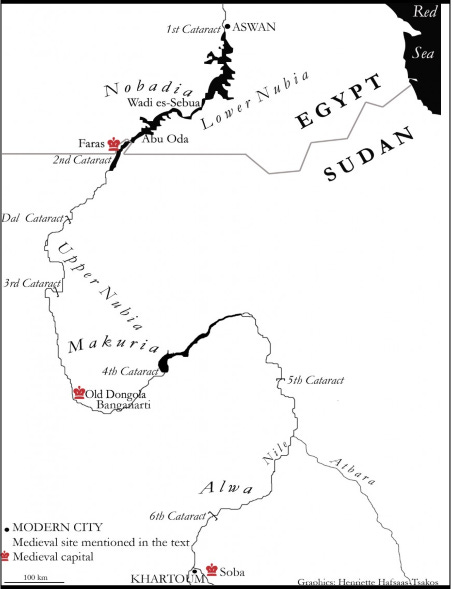 Red
Sea
1st Cataract
ASWAN
Nobadia
Wadi es-Sebua
Lower Nubia
EGYPT
SUDAN
Abu Oda
Faras
2nd Cataract
Dal Cataract
Upper Nubia
3rd Cataract
Makuria
4th Cataract
5th Cataract
Old Dongola
Banganarti
Nile
Atbara
Alwa
6th Cataract
MODERN CITY
Medieval site mentioned in the text
Medieval capital
Soba
100 km
KHARTOUM
Graphics: Henriette Hafsaas-Tsakos